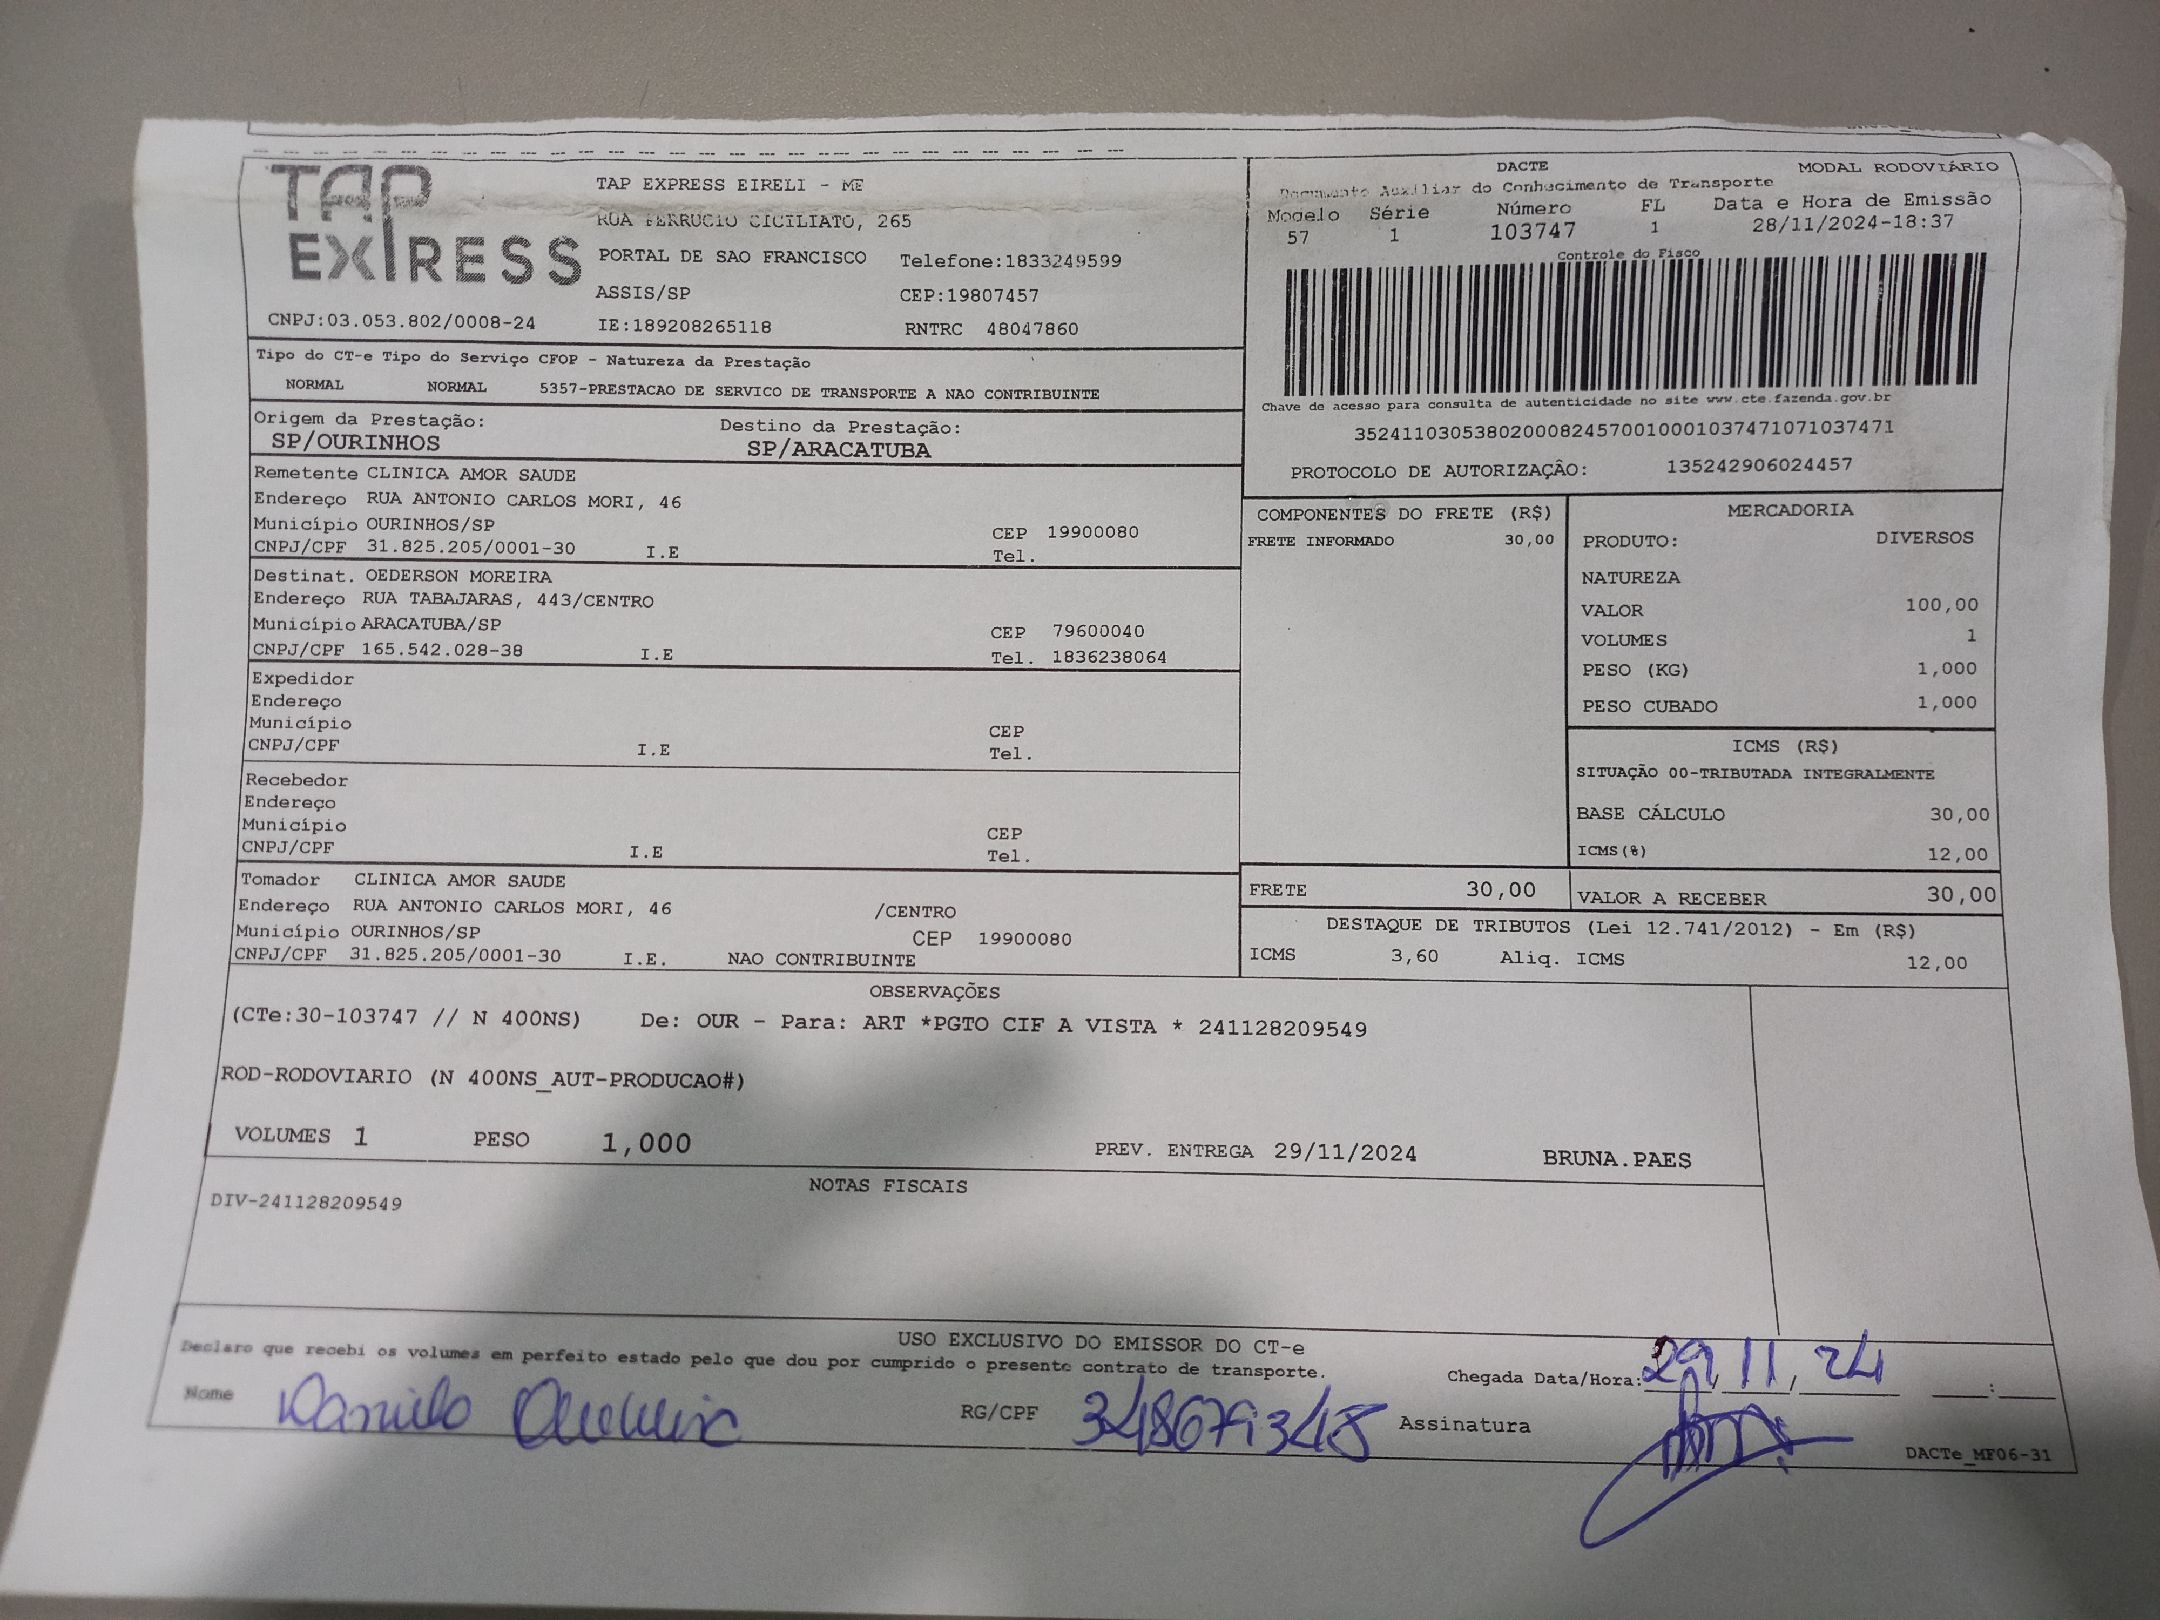 TAP EXPRESS
TAP EXPRESS EIRELI - ME
RUA FERRUCIO CICILIATO, 265
PORTAL DE SAO FRANCISCO Telefone:1833249599
ASSIS/SP CEP:19807457
CNPJ:03.053.802/0008-24 IE:189208265118 RNTRC 48047860
DACTE MODAL RODOVIÁRIO
Documento Auxiliar do Conhecimento de Transporte
Modelo Série Número FL Data e Hora de Emissão
57 1 103747 1 28/11/2024-18:37
Controle do Fisco
Chave de acesso para consulta de autenticidade no site www.cte.fazenda.gov.br
35241103053802000824570010001037471071037471
PROTOCOLO DE AUTORIZAÇÃO: 135242906024457
Tipo do CT-e Tipo do Serviço CFOP - Natureza da Prestação
NORMAL NORMAL 5357-PRESTACAO DE SERVICO DE TRANSPORTE A NAO CONTRIBUINTE
Origem da Prestação: Destino da Prestação:
SP/OURINHOS SP/ARACATUBA
Remetente CLINICA AMOR SAUDE
Endereço RUA ANTONIO CARLOS MORI, 46
Município OURINHOS/SP CEP 19900080
CNPJ/CPF 31.825.205/0001-30 I.E Tel.
Destinat. OEDERSON MOREIRA
Endereço RUA TABAJARAS, 443/CENTRO
Município ARACATUBA/SP CEP 79600040
CNPJ/CPF 165.542.028-38 I.E Tel. 1836238064
Expedidor
Endereço
Município CEP
CNPJ/CPF I.E Tel.
Recebedor
Endereço
Município CEP
CNPJ/CPF I.E Tel.
Tomador CLINICA AMOR SAUDE
Endereço RUA ANTONIO CARLOS MORI, 46 /CENTRO
Município OURINHOS/SP CEP 19900080
CNPJ/CPF 31.825.205/0001-30 I.E. NAO CONTRIBUINTE
COMPONENTES DO FRETE (R$)
FRETE INFORMADO 30,00
MERCADORIA
PRODUTO: DIVERSOS
NATUREZA
VALOR 100,00
VOLUMES 1
PESO (KG) 1,000
PESO CUBADO 1,000
ICMS (R$)
SITUAÇÃO 00-TRIBUTADA INTEGRALMENTE
BASE CÁLCULO 30,00
ICMS(%) 12,00
FRETE 30,00 VALOR A RECEBER 30,00
DESTAQUE DE TRIBUTOS (Lei 12.741/2012) - Em (R$)
ICMS 3,60 Aliq. ICMS 12,00
OBSERVAÇÕES
(CTe:30-103747 // N 400NS) De: OUR - Para: ART *PGTO CIF A VISTA * 241128209549
ROD-RODOVIARIO (N 400NS_AUT-PRODUCAO#)
VOLUMES 1 PESO 1,000 PREV. ENTREGA 29/11/2024 BRUNA.PAES
NOTAS FISCAIS
DIV-241128209549
USO EXCLUSIVO DO EMISSOR DO CT-e
Declaro que recebi os volumes em perfeito estado pelo que dou por cumprido o presente contrato de transporte.
Chegada Data/Hora: 29/11/24 :
Nome Danilo RG/CPF 348679348 Assinatura
DACTe_MF06-31